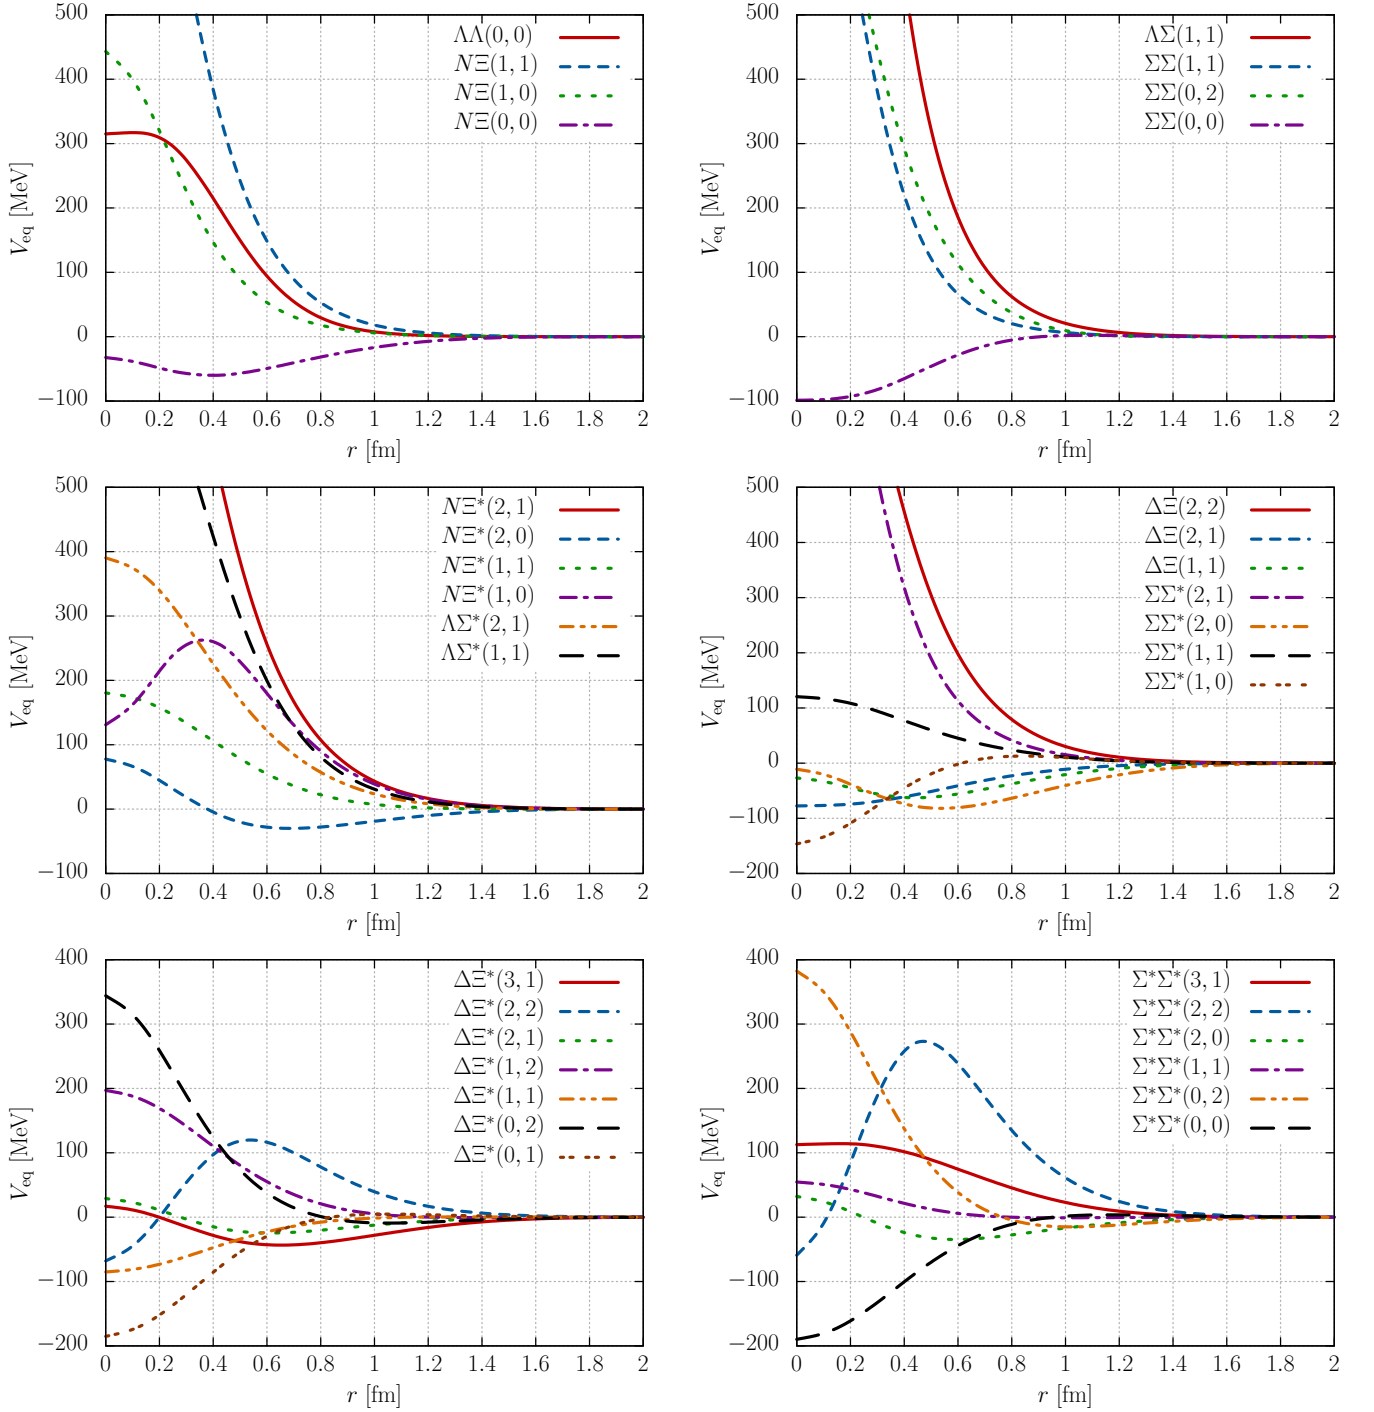 500
400
300
200
100
0
−100
V_eq [MeV]
0 0.2 0.4 0.6 0.8 1 1.2 1.4 1.6 1.8 2
r [fm]
ΛΛ(0, 0)
NΞ(1, 1)
NΞ(1, 0)
NΞ(0, 0)
500
400
300
200
100
0
−100
V_eq [MeV]
0 0.2 0.4 0.6 0.8 1 1.2 1.4 1.6 1.8 2
r [fm]
ΛΣ(1, 1)
ΣΣ(1, 1)
ΣΣ(0, 2)
ΣΣ(0, 0)
500
400
300
200
100
0
−100
V_eq [MeV]
0 0.2 0.4 0.6 0.8 1 1.2 1.4 1.6 1.8 2
r [fm]
NΞ*(2, 1)
NΞ*(2, 0)
NΞ*(1, 1)
NΞ*(1, 0)
ΛΣ*(2, 1)
ΛΣ*(1, 1)
500
400
300
200
100
0
−100
−200
V_eq [MeV]
0 0.2 0.4 0.6 0.8 1 1.2 1.4 1.6 1.8 2
r [fm]
ΔΞ(2, 2)
ΔΞ(2, 1)
ΔΞ(1, 1)
ΣΣ*(2, 1)
ΣΣ*(2, 0)
ΣΣ*(1, 1)
ΣΣ*(1, 0)
400
300
200
100
0
−100
−200
V_eq [MeV]
0 0.2 0.4 0.6 0.8 1 1.2 1.4 1.6 1.8 2
r [fm]
ΔΞ*(3, 1)
ΔΞ*(2, 2)
ΔΞ*(2, 1)
ΔΞ*(1, 2)
ΔΞ*(1, 1)
ΔΞ*(0, 2)
ΔΞ*(0, 1)
400
300
200
100
0
−100
−200
V_eq [MeV]
0 0.2 0.4 0.6 0.8 1 1.2 1.4 1.6 1.8 2
r [fm]
Σ*Σ*(3, 1)
Σ*Σ*(2, 2)
Σ*Σ*(2, 0)
Σ*Σ*(1, 1)
Σ*Σ*(0, 2)
Σ*Σ*(0, 0)